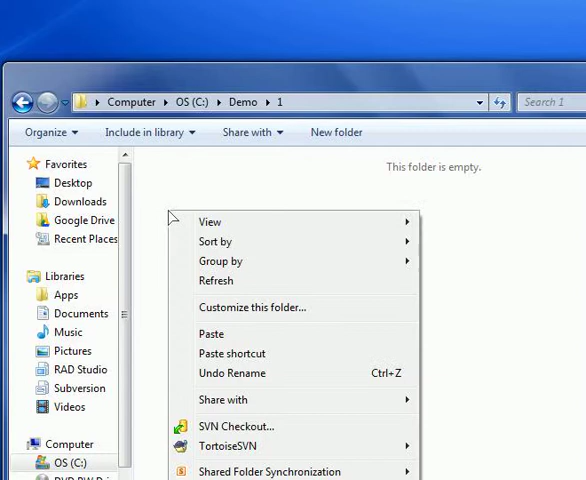 Computer OS (C:) Demo 1 Search 1
Organize Include in library Share with New folder
Favorites
Desktop
Downloads
Google Drive
Recent Places
Libraries
Apps
Documents
Music
Pictures
RAD Studio
Subversion
Videos
Computer
OS (C:)
This folder is empty.
View
Sort by
Group by
Refresh
Customize this folder...
Paste
Paste shortcut
Undo Rename Ctrl+Z
Share with
SVN Checkout...
TortoiseSVN
Shared Folder Synchronization